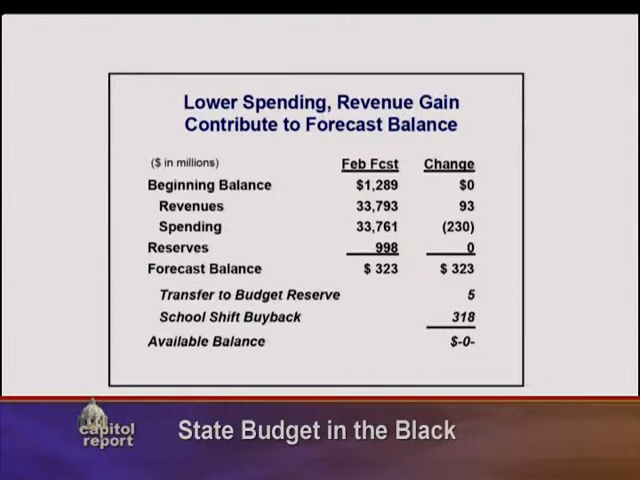 Lower Spending, Revenue Gain
Contribute to Forecast Balance
($ in millions) Feb Fcst Change
Beginning Balance $1,289 $0
Revenues 33,793 93
Spending 33,761 (230)
Reserves 998 0
Forecast Balance $ 323 $ 323
Transfer to Budget Reserve 5
School Shift Buyback 318
Available Balance $-0-
capitol
report
State Budget in the Black